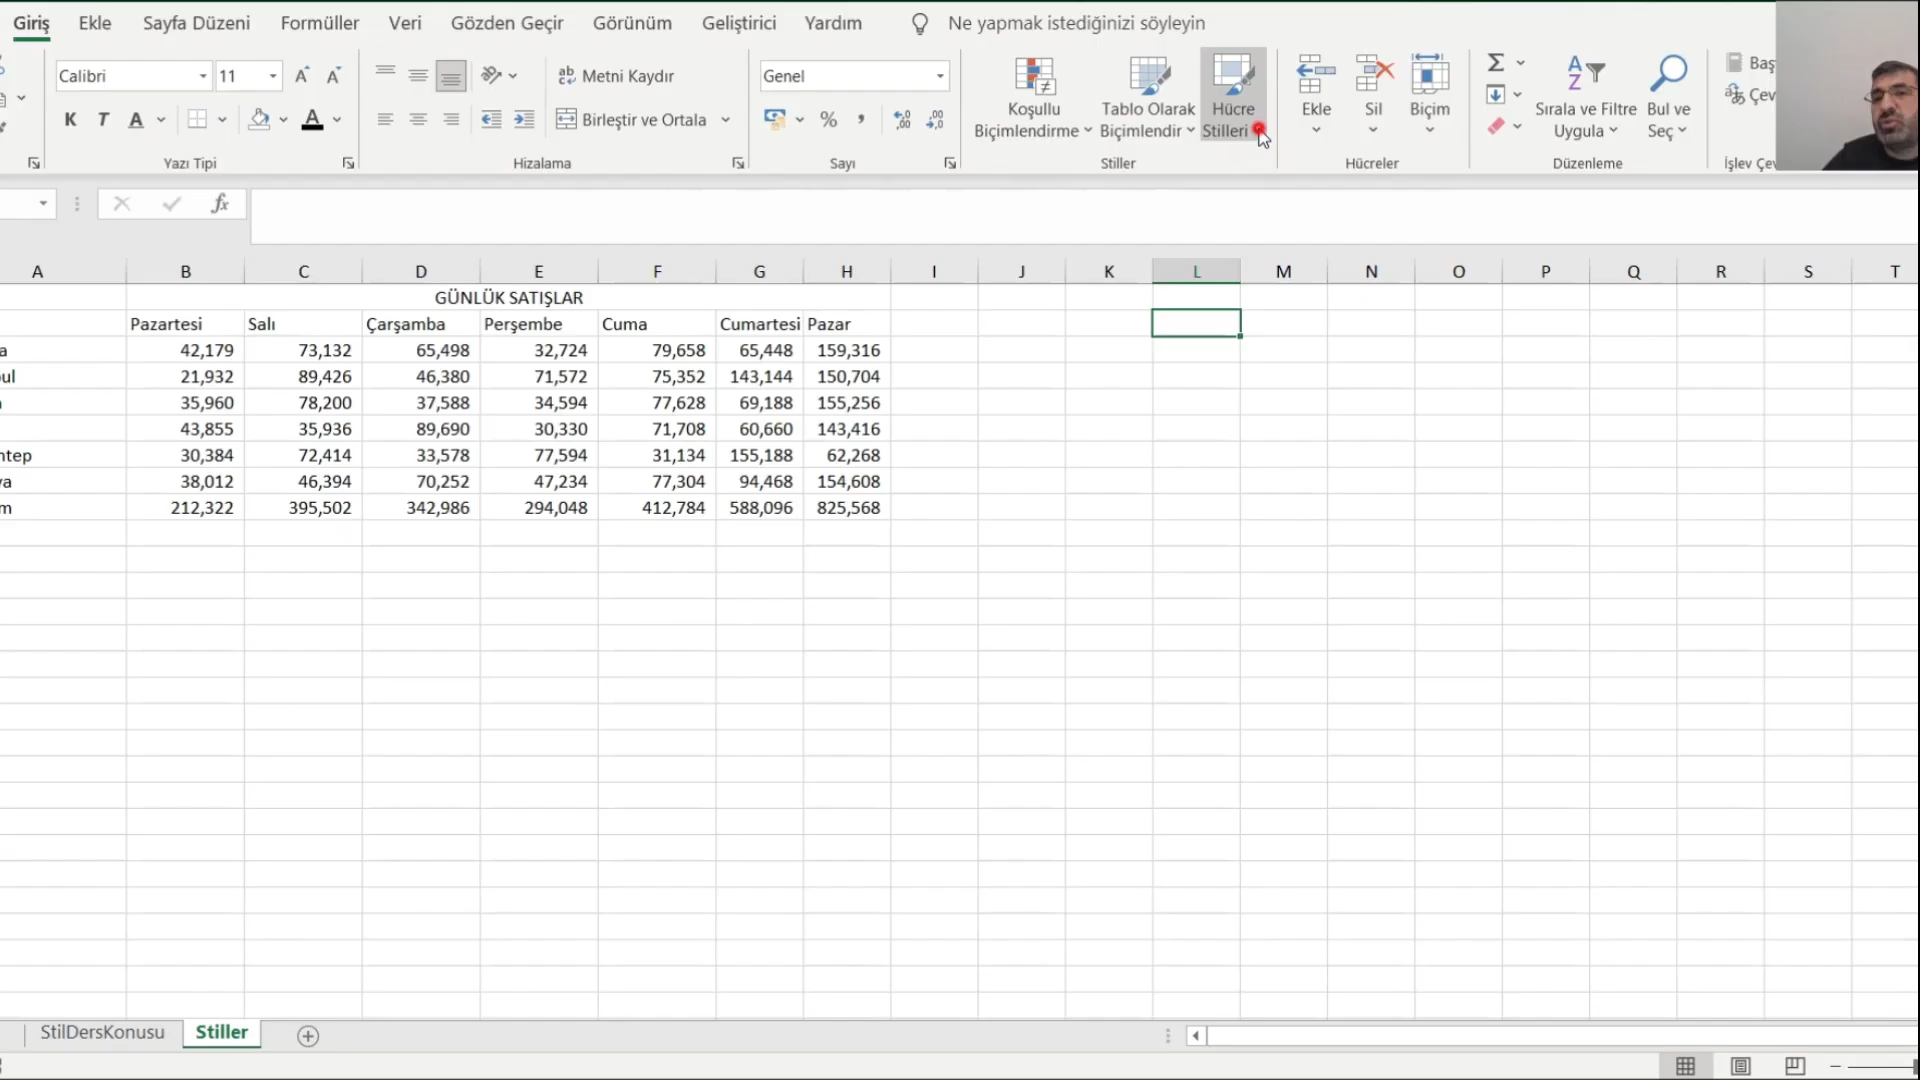 Giriş Ekle Sayfa Düzeni Formüller Veri Gözden Geçir Görünüm Geliştirici Yardım Ne yapmak istediğinizi söyleyin
Calibri 11 Metni Kaydır Genel
K T A A Birleştir ve Ortala %
Koşullu Biçimlendirme Tablo Olarak Biçimlendir Hücre Stilleri Ekle Sil Biçim Sırala ve Filtre Uygula Bul ve Seç
Yazı Tipi Hizalama Sayı Stiller Hücreler Düzenleme
fx
A B C D E F G H I J K L M N O P Q R S T
GÜNLÜK SATIŞLAR
Pazartesi Salı Çarşamba Perşembe Cuma Cumartesi Pazar
a 42,179 73,132 65,498 32,724 79,658 65,448 159,316
ul 21,932 89,426 46,380 71,572 75,352 143,144 150,704
35,960 78,200 37,588 34,594 77,628 69,188 155,256
43,855 35,936 89,690 30,330 71,708 60,660 143,416
ntep 30,384 72,414 33,578 77,594 31,134 155,188 62,268
ya 38,012 46,394 70,252 47,234 77,304 94,468 154,608
m 212,322 395,502 342,986 294,048 412,784 588,096 825,568
StilDersKonusu Stiller